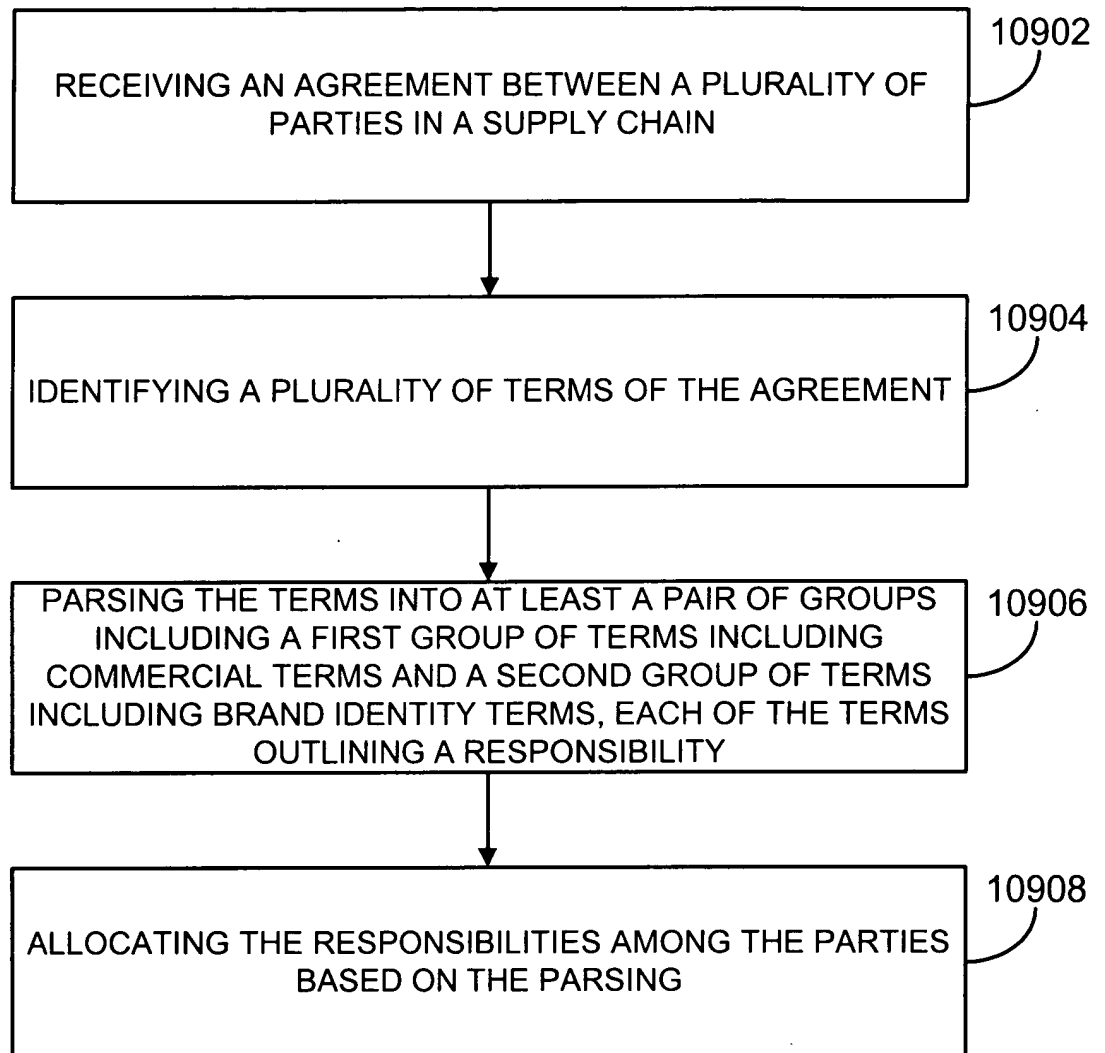 10902
RECEIVING AN AGREEMENT BETWEEN A PLURALITY OF
PARTIES IN A SUPPLY CHAIN
10904
IDENTIFYING A PLURALITY OF TERMS OF THE AGREEMENT
10906
PARSING THE TERMS INTO AT LEAST A PAIR OF GROUPS
INCLUDING A FIRST GROUP OF TERMS INCLUDING
COMMERCIAL TERMS AND A SECOND GROUP OF TERMS
INCLUDING BRAND IDENTITY TERMS, EACH OF THE TERMS
OUTLINING A RESPONSIBILITY
10908
ALLOCATING THE RESPONSIBILITIES AMONG THE PARTIES
BASED ON THE PARSING